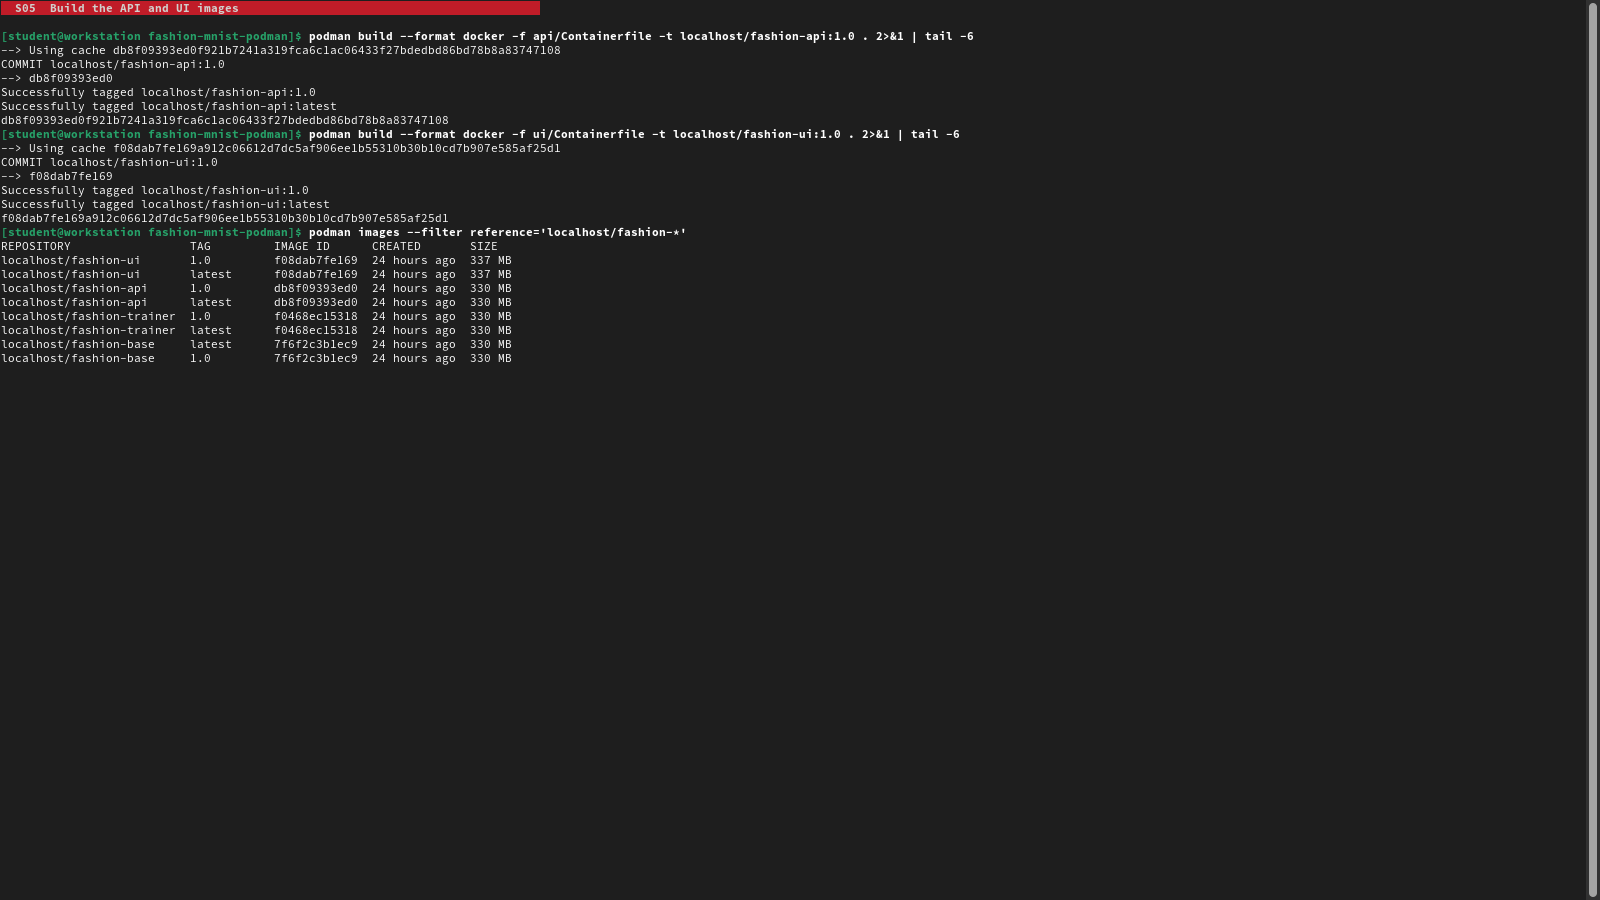 S05  Build the API and UI images
[student@workstation fashion-mnist-podman]$ podman build --format docker -f api/Containerfile -t localhost/fashion-api:1.0 . 2>&1 | tail -6
--> Using cache db8f09393ed0f921b7241a319fca6c1ac06433f27bdedbd86bd78b8a83747108
COMMIT localhost/fashion-api:1.0
--> db8f09393ed0
Successfully tagged localhost/fashion-api:1.0
Successfully tagged localhost/fashion-api:latest
db8f09393ed0f921b7241a319fca6c1ac06433f27bdedbd86bd78b8a83747108
[student@workstation fashion-mnist-podman]$ podman build --format docker -f ui/Containerfile -t localhost/fashion-ui:1.0 . 2>&1 | tail -6
--> Using cache f08dab7fe169a912c06612d7dc5af906ee1b55310b30b10cd7b907e585af25d1
COMMIT localhost/fashion-ui:1.0
--> f08dab7fe169
Successfully tagged localhost/fashion-ui:1.0
Successfully tagged localhost/fashion-ui:latest
f08dab7fe169a912c06612d7dc5af906ee1b55310b30b10cd7b907e585af25d1
[student@workstation fashion-mnist-podman]$ podman images --filter reference='localhost/fashion-*'
REPOSITORY                 TAG         IMAGE ID      CREATED       SIZE
localhost/fashion-ui       1.0         f08dab7fe169  24 hours ago  337 MB
localhost/fashion-ui       latest      f08dab7fe169  24 hours ago  337 MB
localhost/fashion-api      1.0         db8f09393ed0  24 hours ago  330 MB
localhost/fashion-api      latest      db8f09393ed0  24 hours ago  330 MB
localhost/fashion-trainer  1.0         f0468ec15318  24 hours ago  330 MB
localhost/fashion-trainer  latest      f0468ec15318  24 hours ago  330 MB
localhost/fashion-base     latest      7f6f2c3b1ec9  24 hours ago  330 MB
localhost/fashion-base     1.0         7f6f2c3b1ec9  24 hours ago  330 MB